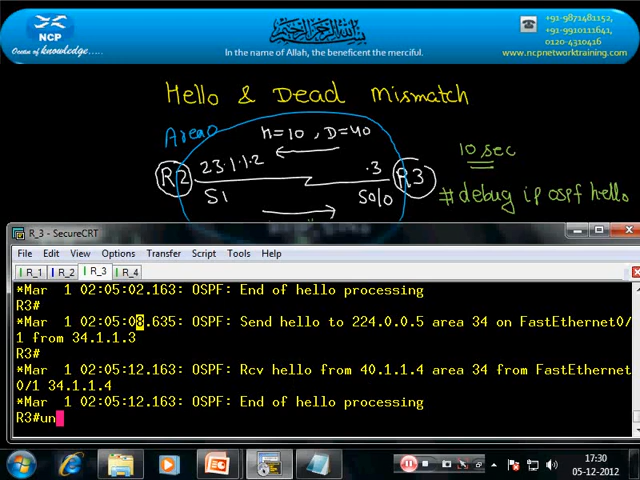 NCP
Ocean of knowledge.....
بسم الله الرحمن الرحيم
In the name of Allah, the beneficent the merciful.
+91-9871481152,
+91-9910111641,
0120-4310416
www.ncpnetworktraining.com
Hello & Dead Mismatch
Area0
H=10 , D=40
R2
23.1.1.2
.3
R3
S1
S0/0
10 sec
#debug ip ospf hello
R_3 - SecureCRT
File Edit View Options Transfer Script Tools Help
R_1 R_2 R_3 R_4
*Mar 1 02:05:02.163: OSPF: End of hello processing
R3#
*Mar 1 02:05:08.635: OSPF: Send hello to 224.0.0.5 area 34 on FastEthernet0/
1 from 34.1.1.3
R3#
*Mar 1 02:05:12.163: OSPF: Rcv hello from 40.1.1.4 area 34 from FastEthernet
0/1 34.1.1.4
*Mar 1 02:05:12.163: OSPF: End of hello processing
R3#un
17:30
05-12-2012